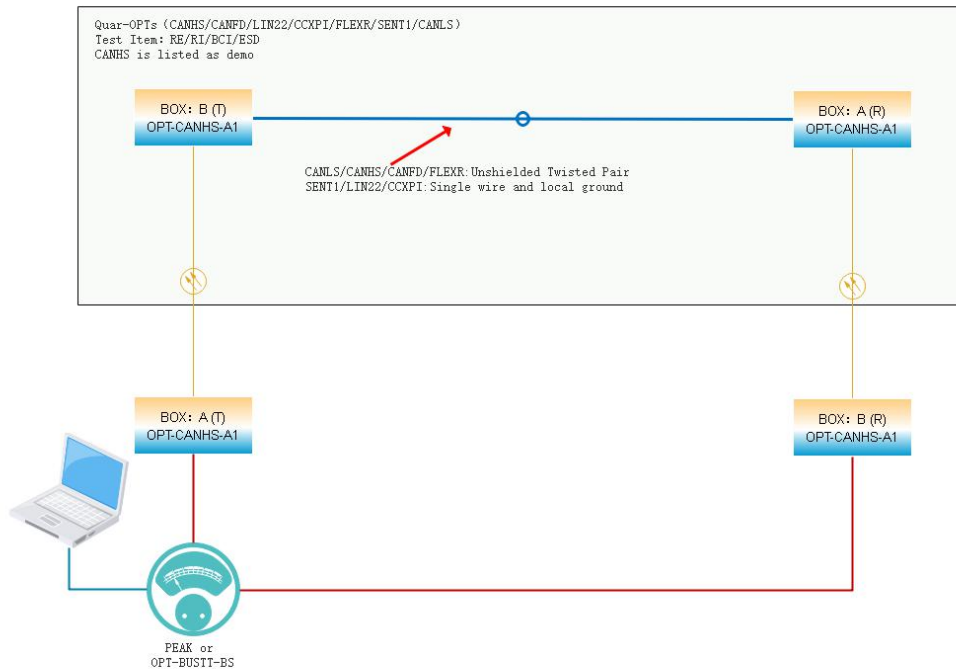 Quar-OPTs (CANHS/CANFD/LIN22/CCXPI/FLEXR/SENT1/CANLS)
Test Item: RE/RI/BCI/ESD
CANHS is listed as demo
BOX: B (T)
OPT-CANHS-A1
BOX: A (R)
OPT-CANHS-A1
CANLS/CANHS/CANFD/FLEXR:Unshielded Twisted Pair
SENT1/LIN22/CCXPI:Single wire and local ground
BOX: A (T)
OPT-CANHS-A1
BOX: B (R)
OPT-CANHS-A1
PEAK or
OPT-BUSTT-BS